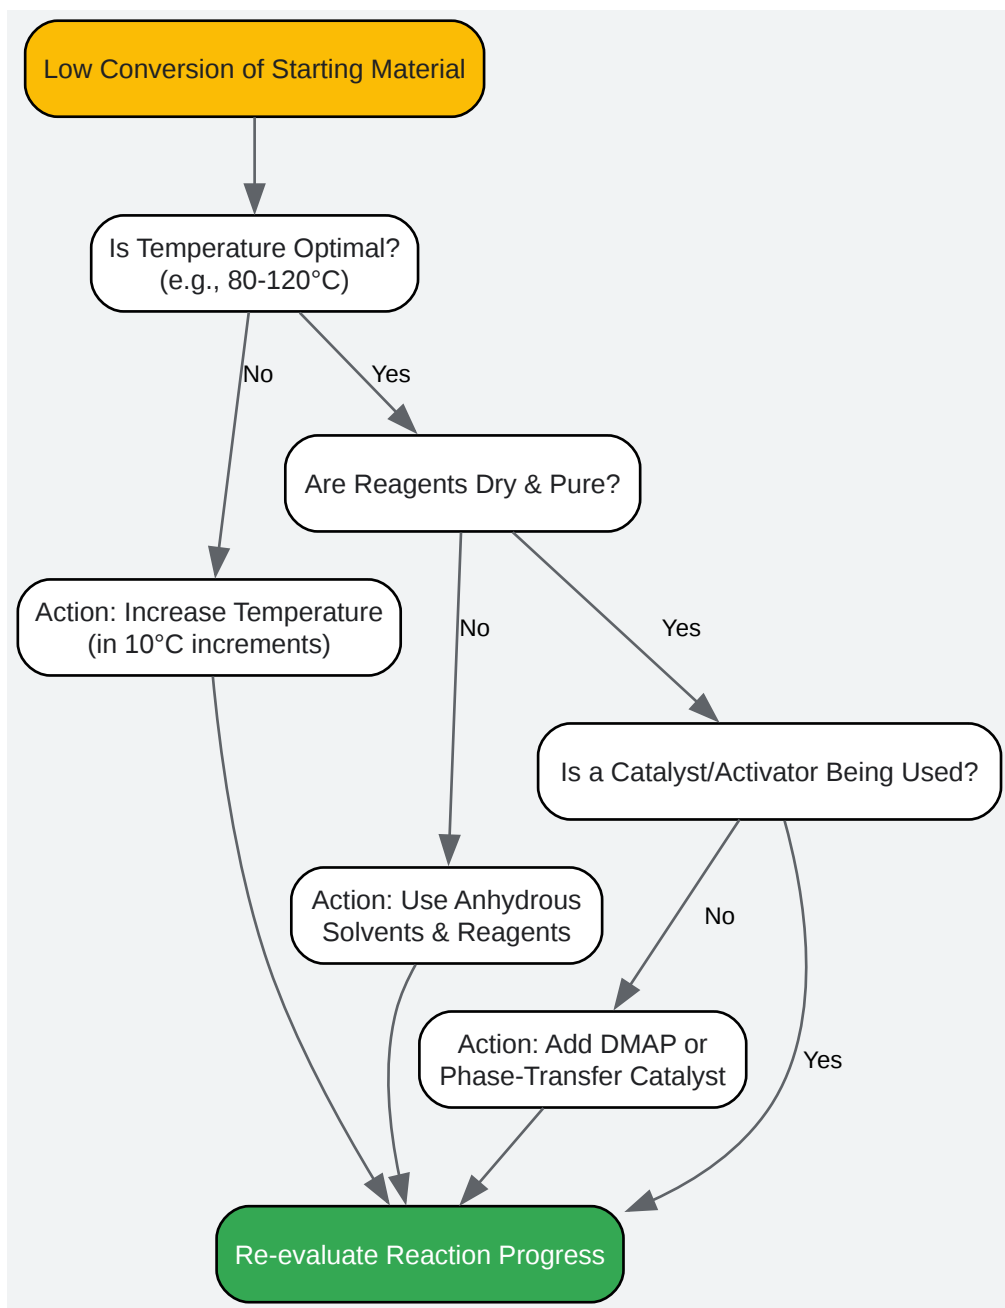 Low Conversion of Starting Material
Is Temperature Optimal?
(e.g., 80-120°C)
No
Yes
Are Reagents Dry & Pure?
Action: Increase Temperature
(in 10°C increments)
No
Yes
Is a Catalyst/Activator Being Used?
Action: Use Anhydrous
Solvents & Reagents
No
Action: Add DMAP or
Phase-Transfer Catalyst
Yes
Re-evaluate Reaction Progress